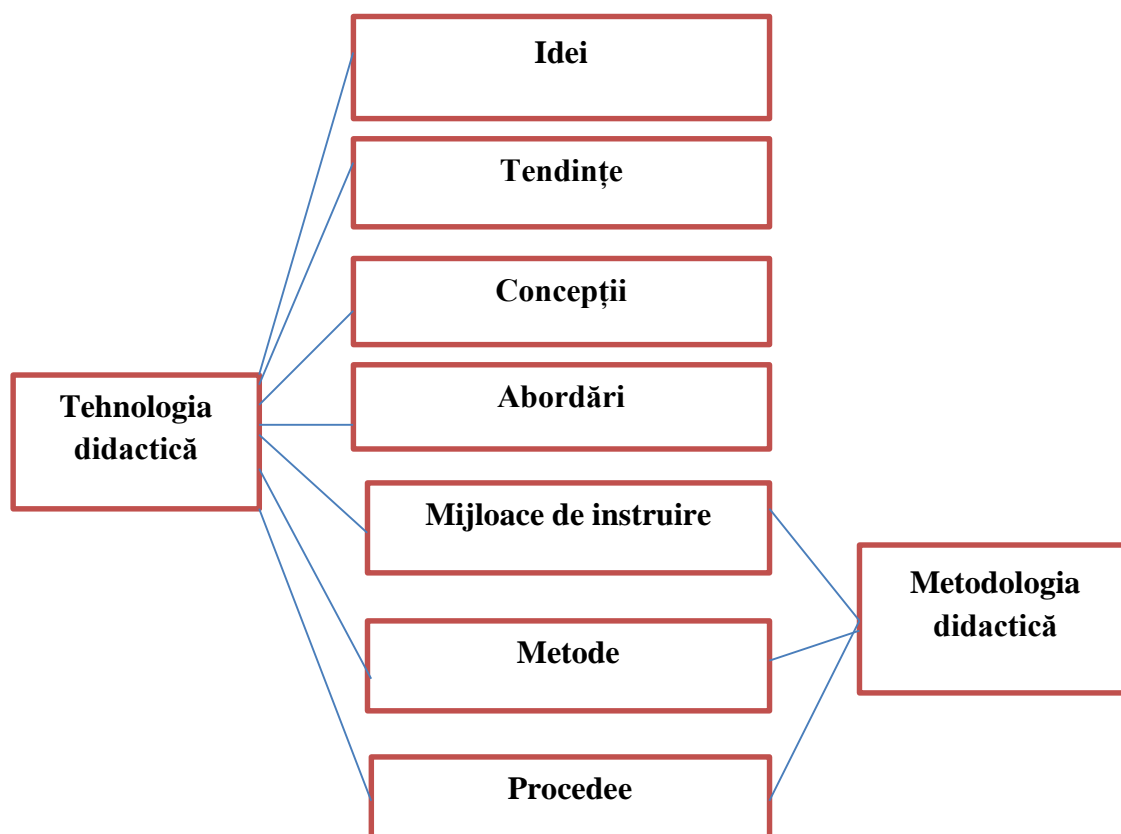 Idei
Tendințe
Concepții
Abordări
Tehnologia
didactică
Mijloace de instruire
Metodologia
didactică
Metode
Procedee